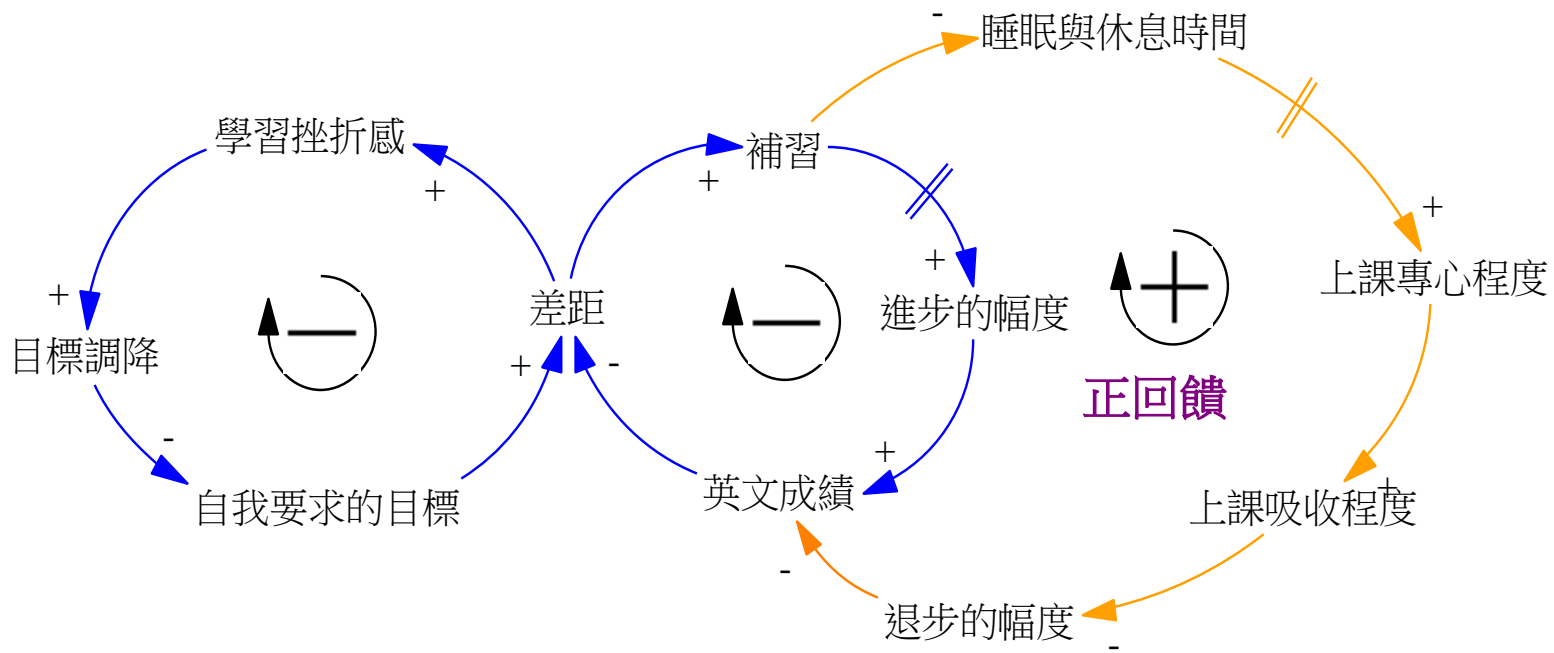 -
睡眠與休息時間
學習挫折感
補習
+
+
+
+
+
上課專心程度
+
差距
進步的幅度
+
正回饋
目標調降
+
-
-
+
自我要求的目標
英文成績
+
上課吸收程度
-
退步的幅度
-